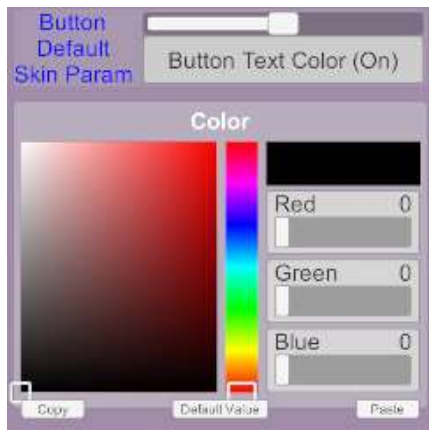 Button
Default
Skin Param
Button Text Color (On)
Color
Red 0
Green 0
Blue 0
Copy
Default Value
Paste